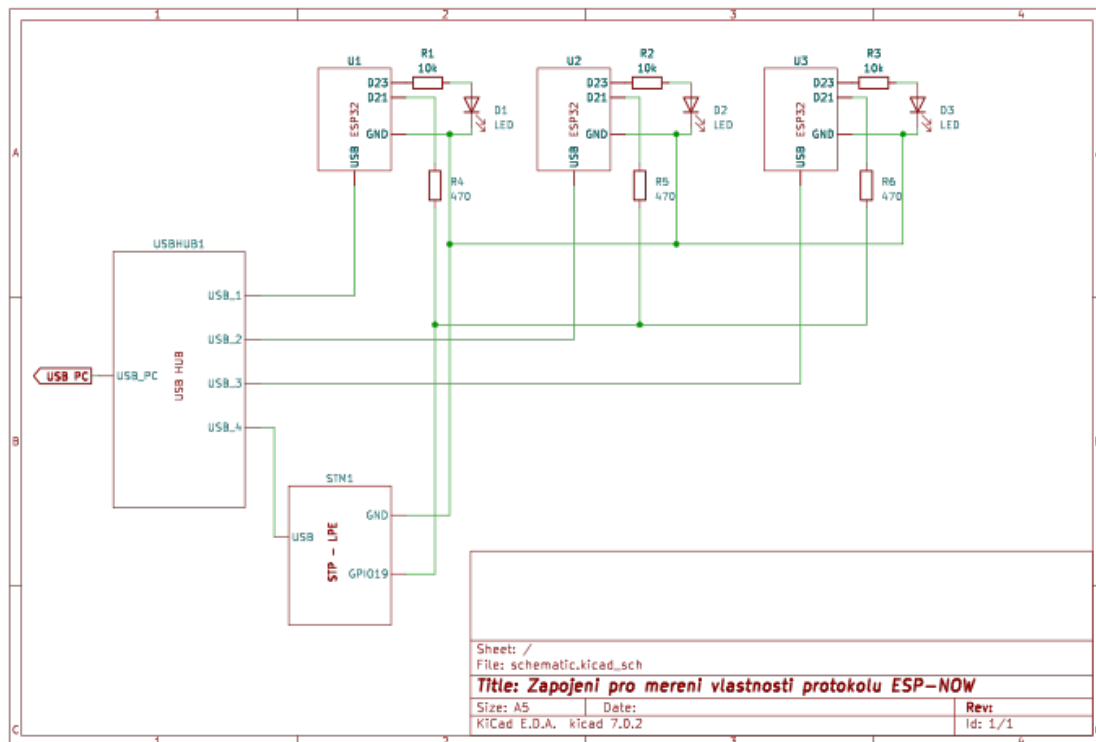 1 2 3 4
U1 R1 U2 R2 U3 R3
10k 10k 10k
D23 D23 D23
D21 D1 D21 D2 D21 D3
ESP32 LED ESP32 LED ESP32 LED
GND GND GND
A
USB USB USB
R4 R5 R6
470 470 470
USBHUB1
USB_1
USB_2
USB PC USB_PC USB HUB USB_3
B USB_4
STM1
GND
USB STP - LPE
GPIO19
Sheet: /
File: schematic.kicad_sch
Title: Zapojeni pro mereni vlastnosti protokolu ESP-NOW
Size: A5 Date: Rev:
KiCad E.D.A. kicad 7.0.2 Id: 1/1
C
1 2 3 4